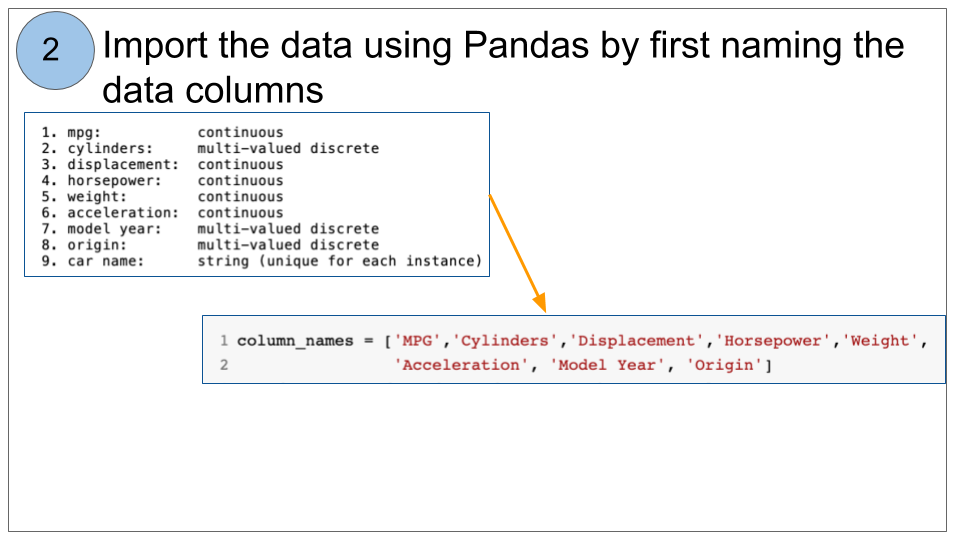 2
Import the data using Pandas by first naming the
data columns
1. mpg: continuous
2. cylinders: multi-valued discrete
3. displacement: continuous
4. horsepower: continuous
5. weight: continuous
6. acceleration: continuous
7. model year: multi-valued discrete
8. origin: multi-valued discrete
9. car name: string (unique for each instance)
1 column_names = ['MPG','Cylinders','Displacement','Horsepower','Weight',
2 'Acceleration', 'Model Year', 'Origin']